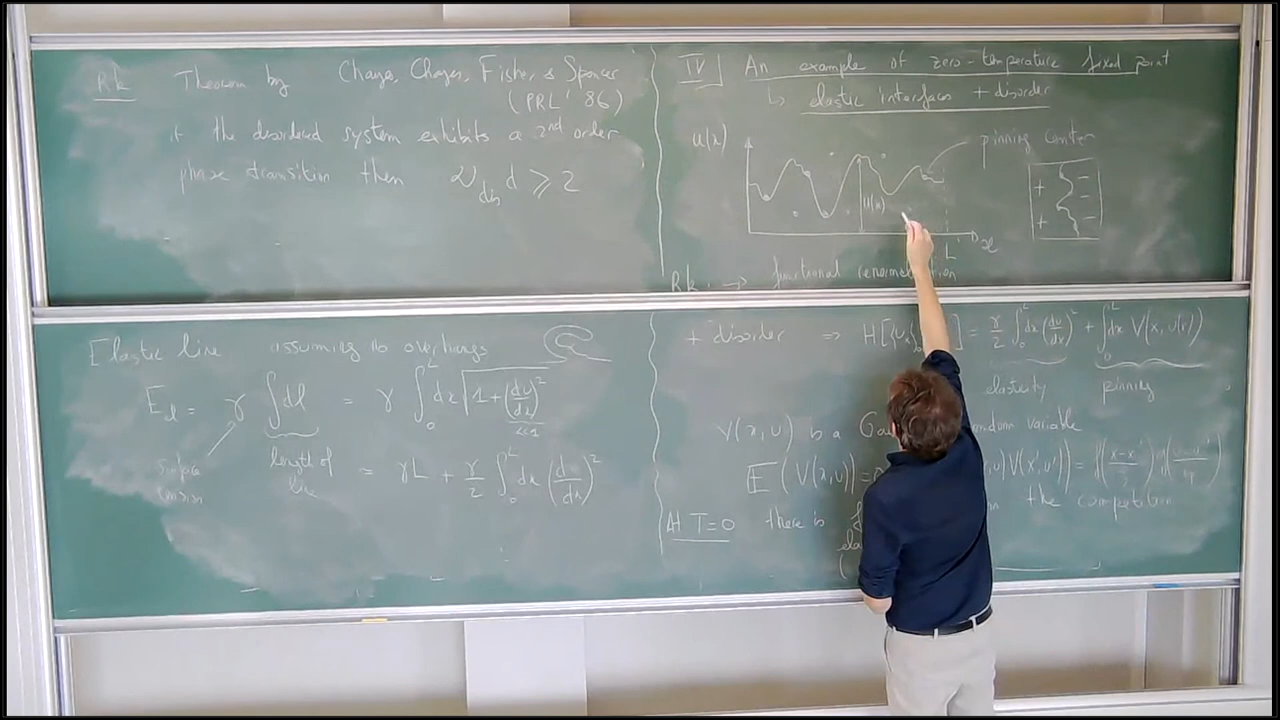 Rk Theorem by Chayes, Chayes, Fisher & Spencer
(PRL' 86)
if the disordered system exhibits a 2nd order
phase transition then ν_dis d ⩾ 2
IV] An example of zero-temperature fixed point
↳ elastic interfaces + disorder
u(x)
pinning center
u(x)
+ −
−
+ −
L
x
Rk. → functional renormalization
Elastic line assuming no overhangs
E_el = γ ∫dl = γ ∫_0^L dx √(1+(du/dx)^2)
<<1
surface tension
length of line
≈ γL + γ/2 ∫_0^L dx (du/dx)^2
+ disorder ⇒ H[{u_x} ] = γ/2 ∫_0^L dx (du/dx)^2 + ∫_0^L dx V(x, u(x))
elasticity pinning
V(x, u) is a random variable
𝔼 (V(x, u)) = V(x', u')
At T=0 there is the competition